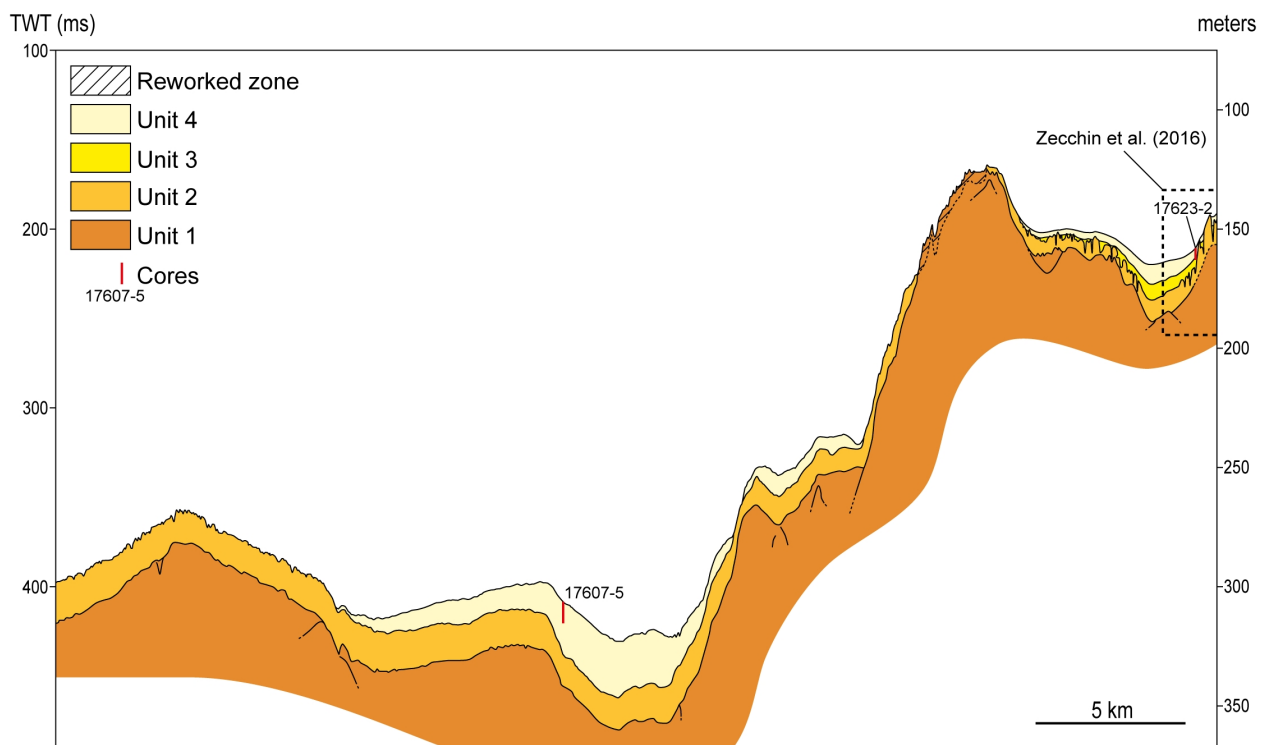 TWT (ms)
meters
100
200
300
400
Reworked zone
Unit 4
Unit 3
Unit 2
Unit 1
Cores
17607-5
Zecchin et al. (2016)
17623-2
17607-5
100
150
200
250
300
350
5 km